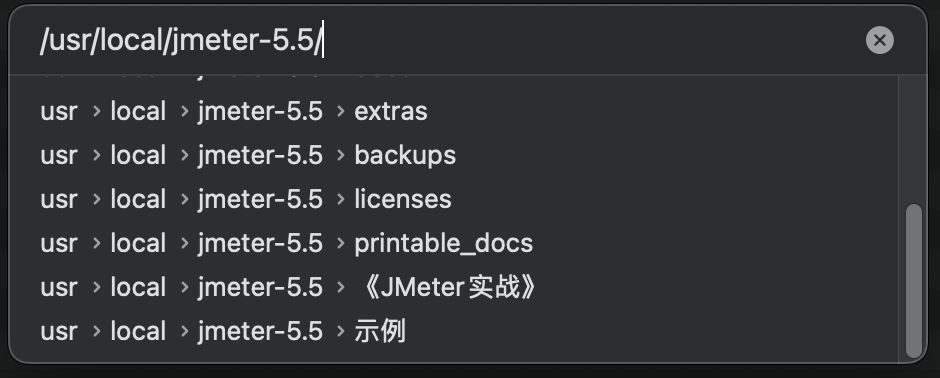 /usr/local/jmeter-5.5/
usr › local › jmeter-5.5 › extras
usr › local › jmeter-5.5 › backups
usr › local › jmeter-5.5 › licenses
usr › local › jmeter-5.5 › printable_docs
usr › local › jmeter-5.5 › 《JMeter实战》
usr › local › jmeter-5.5 › 示例